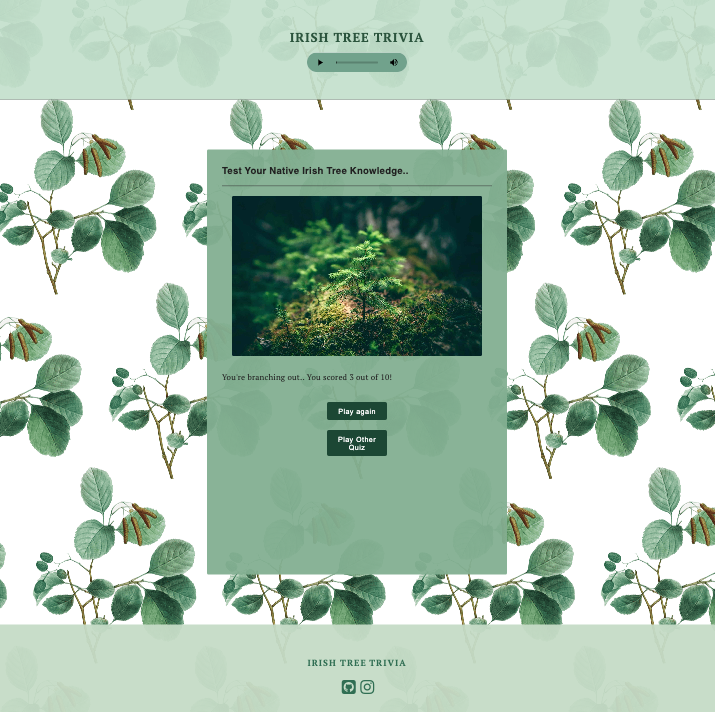 IRISH TREE TRIVIA
Test Your Native Irish Tree Knowledge..
You're branching out.. You scored 3 out of 10!
Play again
Play Other
Quiz
IRISH TREE TRIVIA